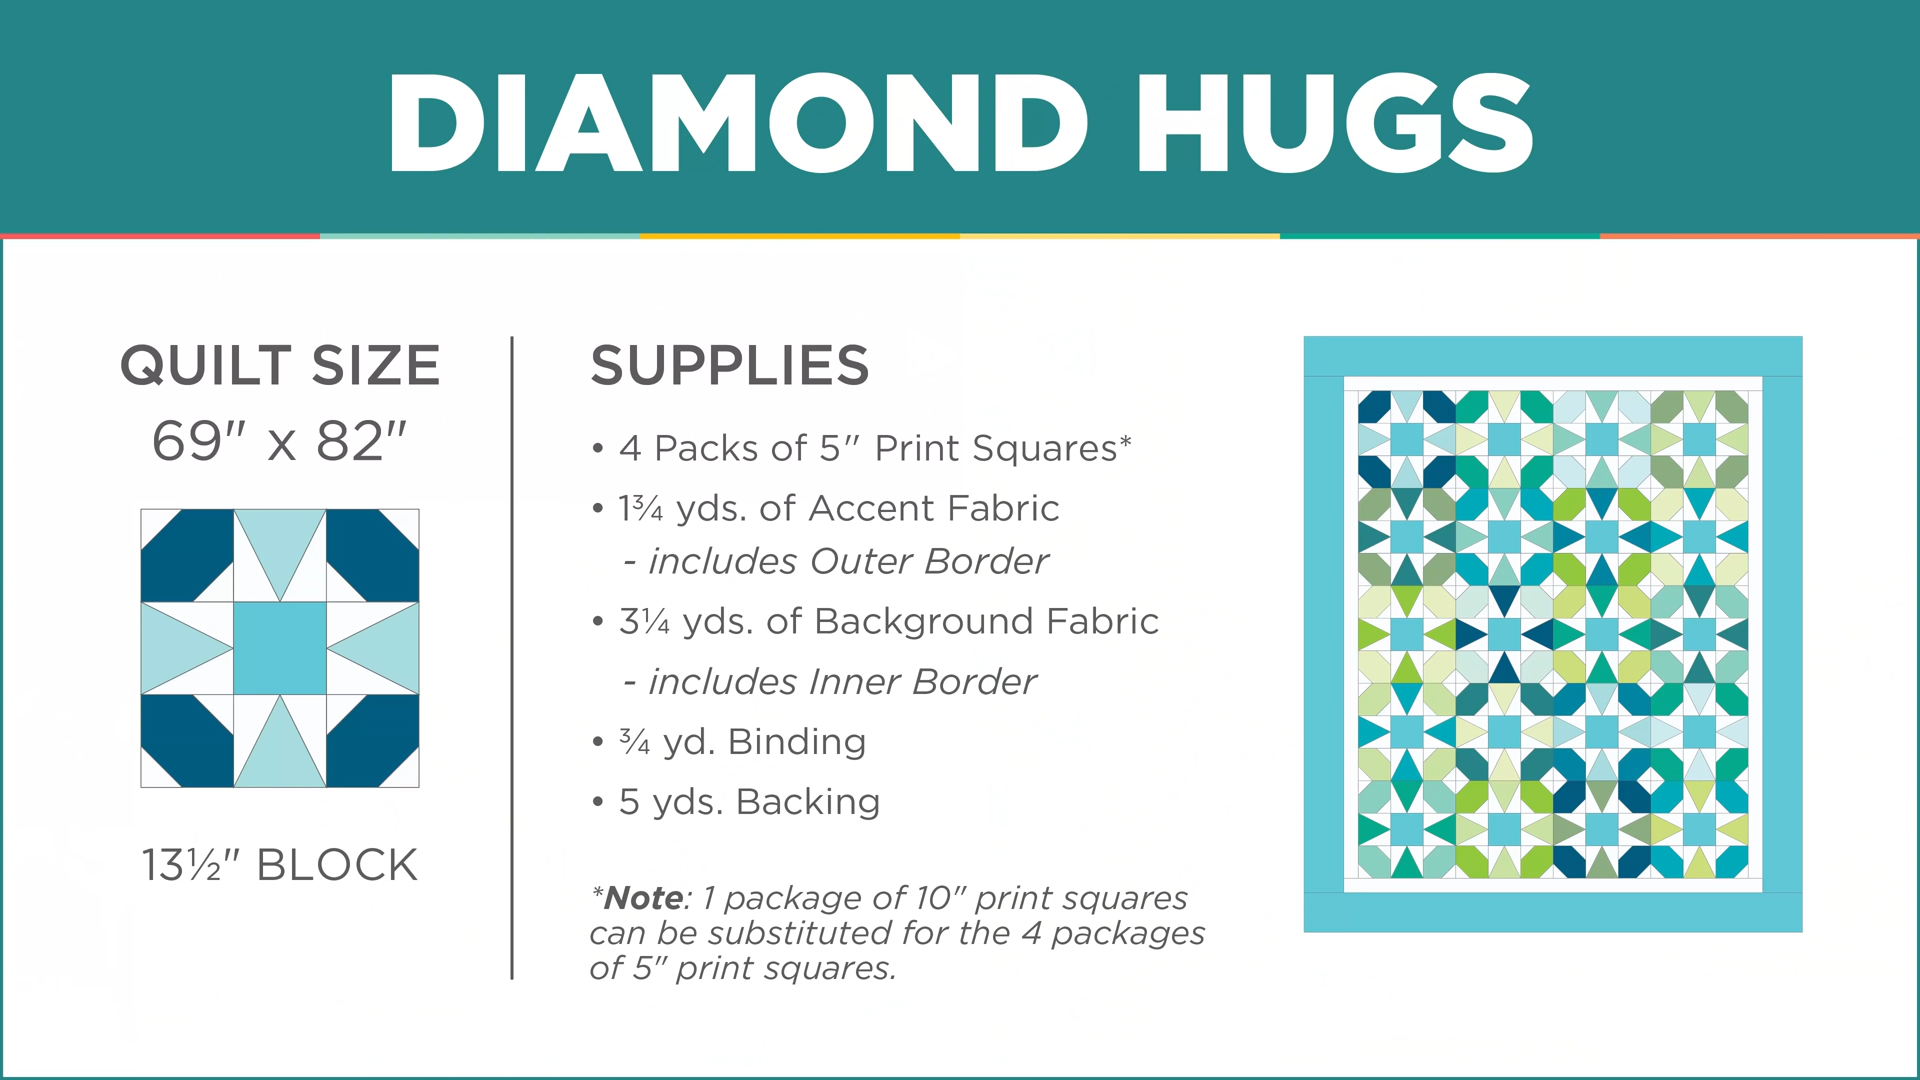 DIAMOND HUGS
QUILT SIZE
69" x 82"
13½" BLOCK
SUPPLIES
• 4 Packs of 5" Print Squares*
• 1¾ yds. of Accent Fabric
- includes Outer Border
• 3¼ yds. of Background Fabric
- includes Inner Border
• ¾ yd. Binding
• 5 yds. Backing
*Note: 1 package of 10" print squares
can be substituted for the 4 packages
of 5" print squares.